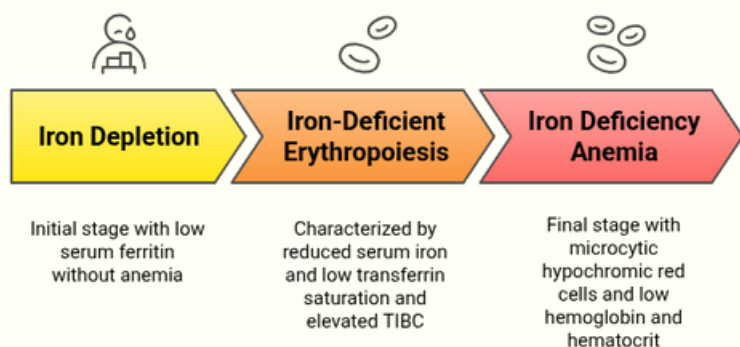 Iron Depletion
Iron-Deficient
Erythropoiesis
Iron Deficiency
Anemia
Initial stage with low
serum ferritin
without anemia
Characterized by
reduced serum iron
and low transferrin
saturation and
elevated TIBC
Final stage with
microcytic
hypochromic red
cells and low
hemoglobin and
hematocrit